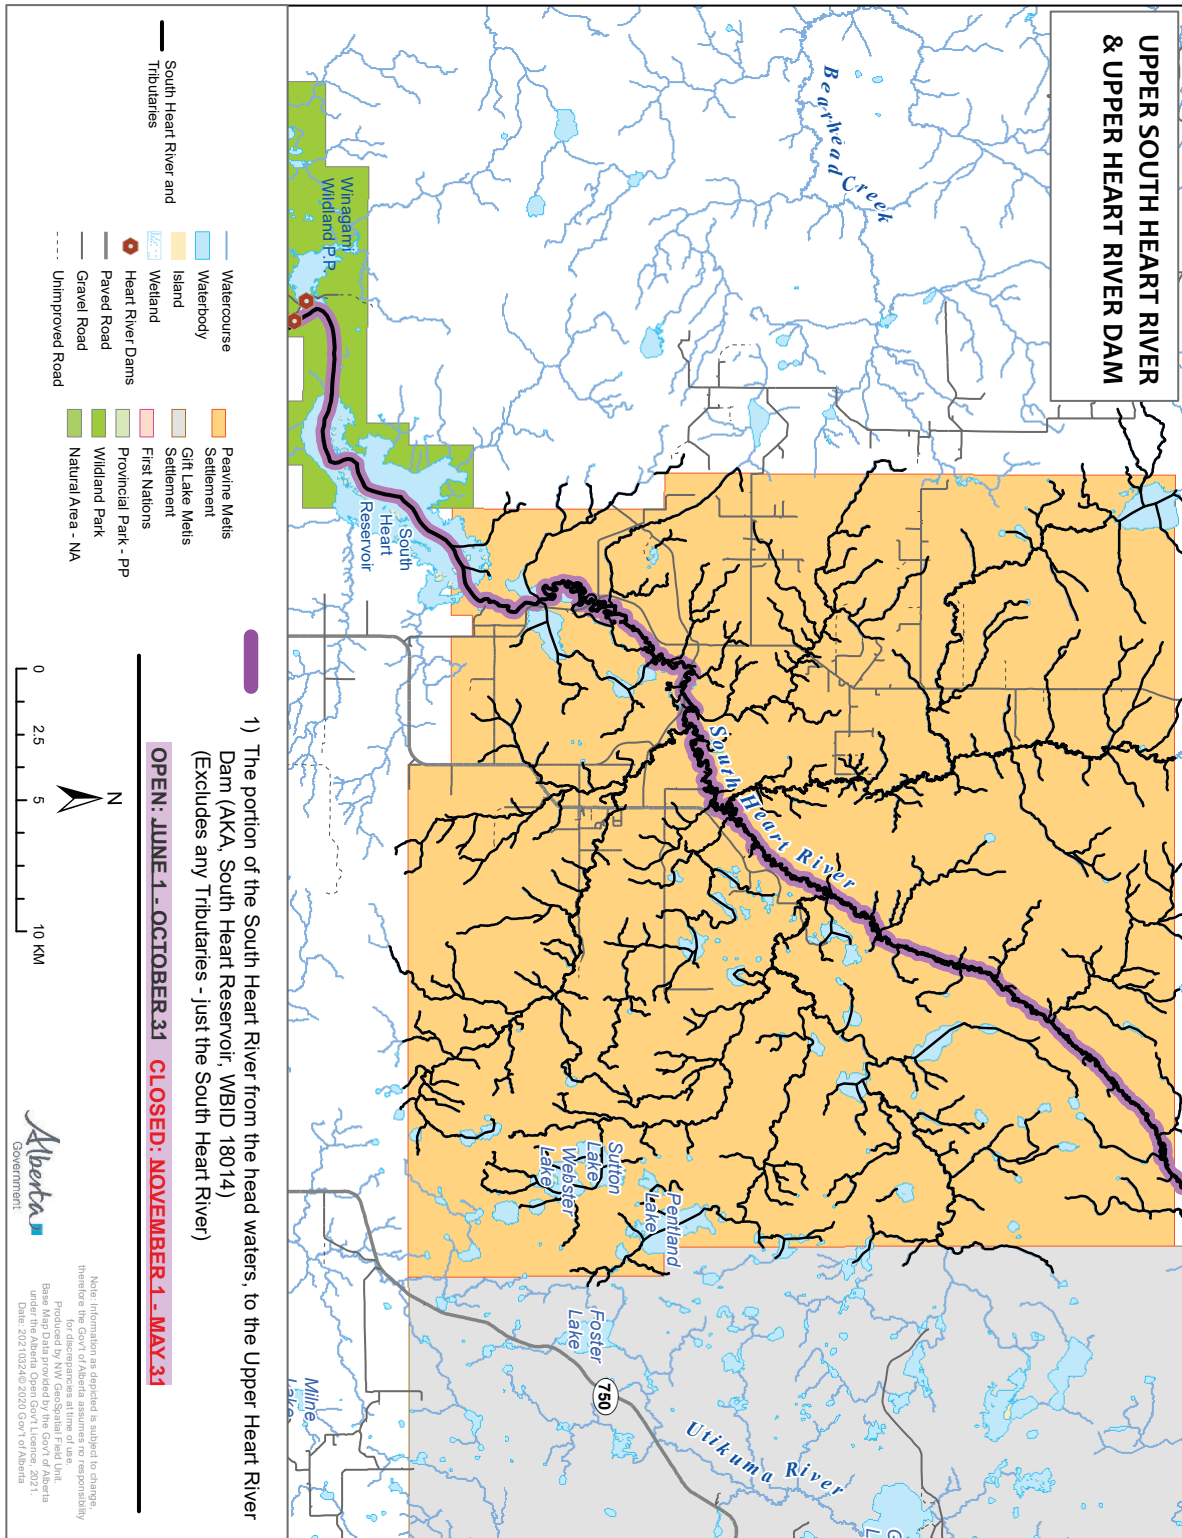 UPPER SOUTH HEART RIVER
& UPPER HEART RIVER DAM
Bearhead Creek
Winagami
Wildland P.P.
South
Heart
Reservoir
South Heart River
Sutton
Lake
Webster
Lake
Pentland
Lake
Foster
Lake
750
Utikuma River
Milne
South Heart River and
Tributaries
Watercourse
Waterbody
Island
Wetland
Heart River Dams
Paved Road
Gravel Road
Unimproved Road
Peavine Metis
Settlement
Gift Lake Metis
Settlement
First Nations
Provincial Park - PP
Wildland Park
Natural Area - NA
1) The portion of the South Heart River from the head waters, to the Upper Heart River
Dam (AKA, South Heart Reservoir, WBID 18014)
(Excludes any Tributaries - just the South Heart River)
OPEN: JUNE 1 - OCTOBER 31 CLOSED: NOVEMBER 1 - MAY 31
N
0 2.5 5 10 KM
Alberta
Government
Note: Information as depicted is subject to change,
therefore the Gov't of Alberta assumes no responsibility
for discrepancies at time of use.
Produced by NW GeoSpatial Field Unit.
Base Map Data provided by the Gov't of Alberta
under the Alberta Open Gov't Licence, 2021.
Date: 20210324© 2020 Gov't of Alberta